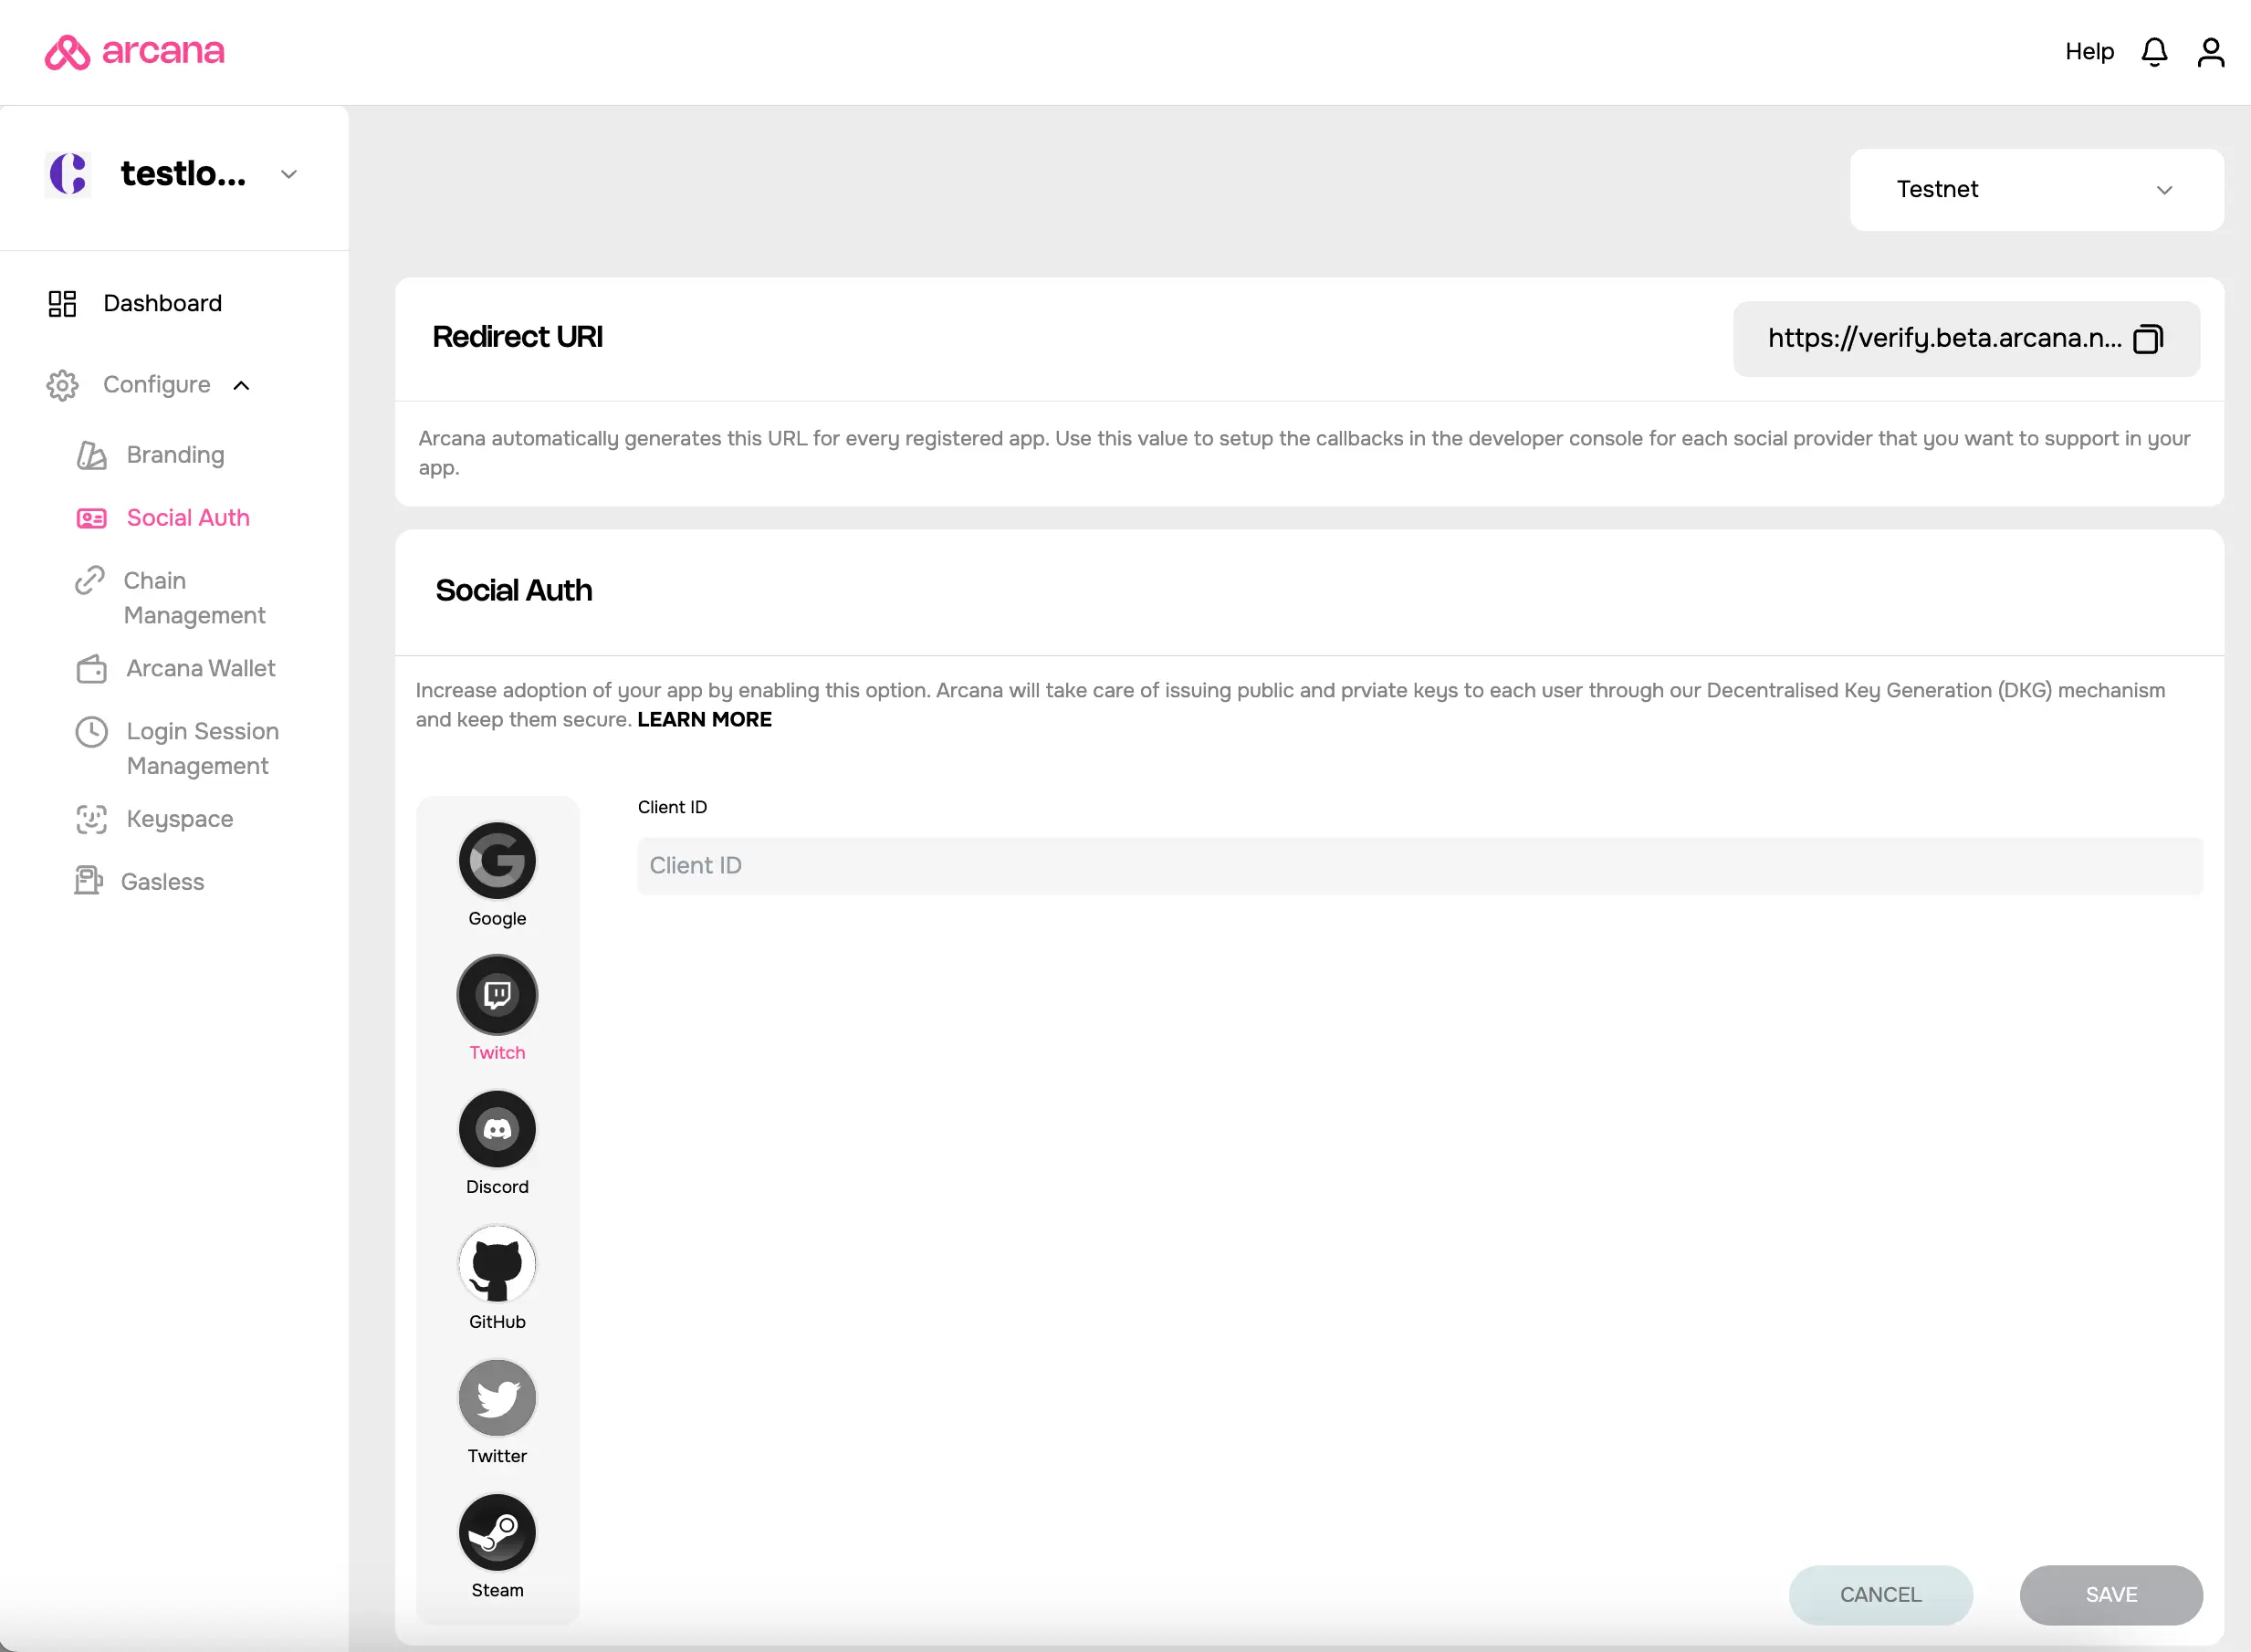 arcana
Help
testlo...
Testnet
Dashboard
Configure
Branding
Social Auth
Chain
Management
Arcana Wallet
Login Session
Management
Keyspace
Gasless
Redirect URI
https://verify.beta.arcana.n...
Arcana automatically generates this URL for every registered app. Use this value to setup the callbacks in the developer console for each social provider that you want to support in your
app.
Social Auth
Increase adoption of your app by enabling this option. Arcana will take care of issuing public and prviate keys to each user through our Decentralised Key Generation (DKG) mechanism
and keep them secure. LEARN MORE
Google
Twitch
Discord
GitHub
Twitter
Steam
Client ID
Client ID
CANCEL
SAVE